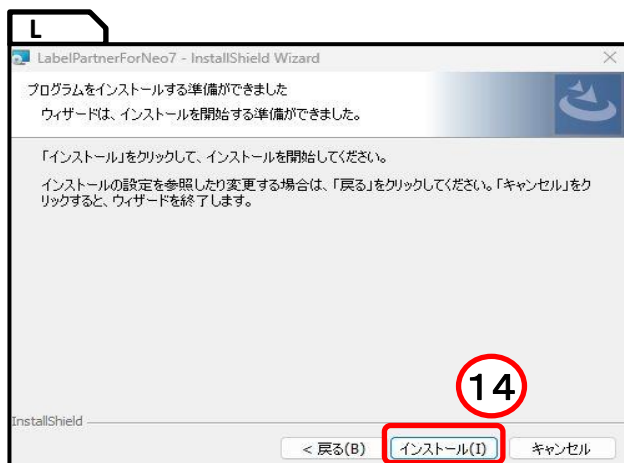 L
LabelPartnerForNeo7 - InstallShield Wizard
プログラムをインストールする準備ができました
ウィザードは、インストールを開始する準備ができました。
「インストール」をクリックして、インストールを開始してください。
インストールの設定を参照したり変更する場合は、「戻る」をクリックしてください。「キャンセル」をク
リックすると、ウィザードを終了します。
14
InstallShield
< 戻る(B) インストール(I) キャンセル